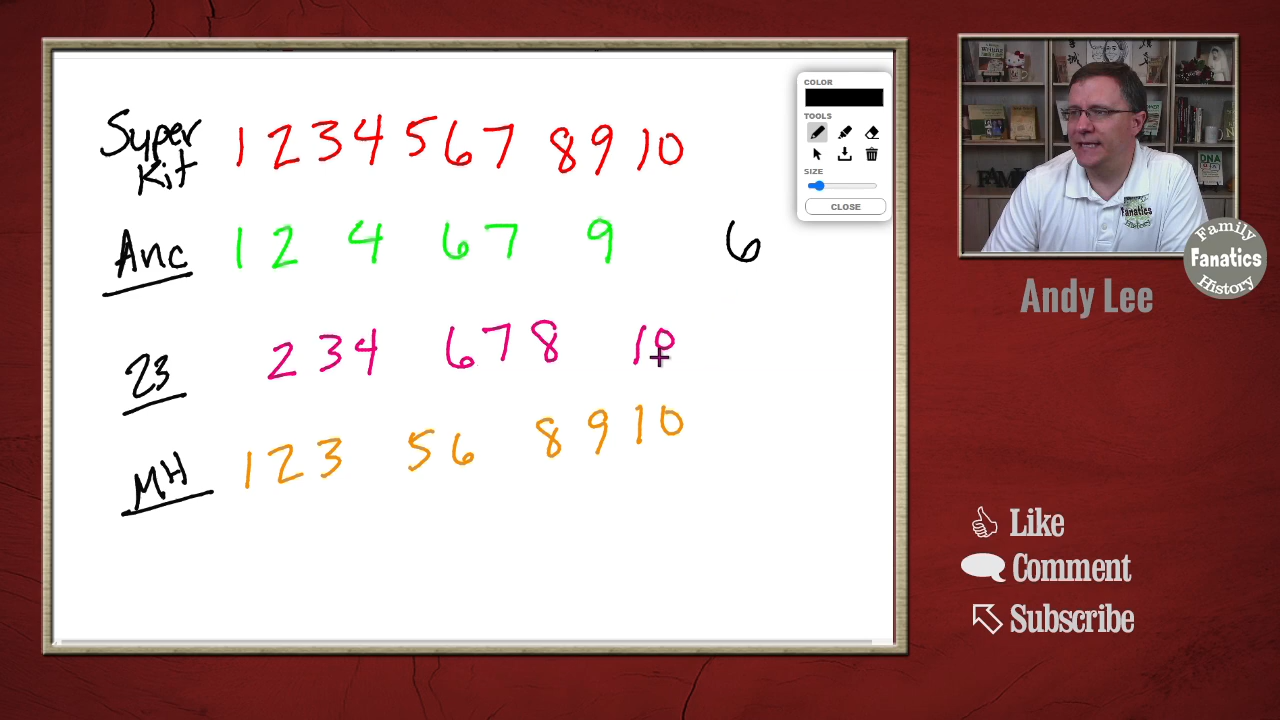 Super Kit 1 2 3 4 5 6 7 8 9 10
Anc 1 2 4 6 7 9 6
23 2 3 4 6 7 8 10
MH 1 2 3 5 6 8 9 10
COLOR
TOOLS
SIZE
CLOSE
DNA
Fanatics
Family
Fanatics
History
Andy Lee
Like
Comment
Subscribe